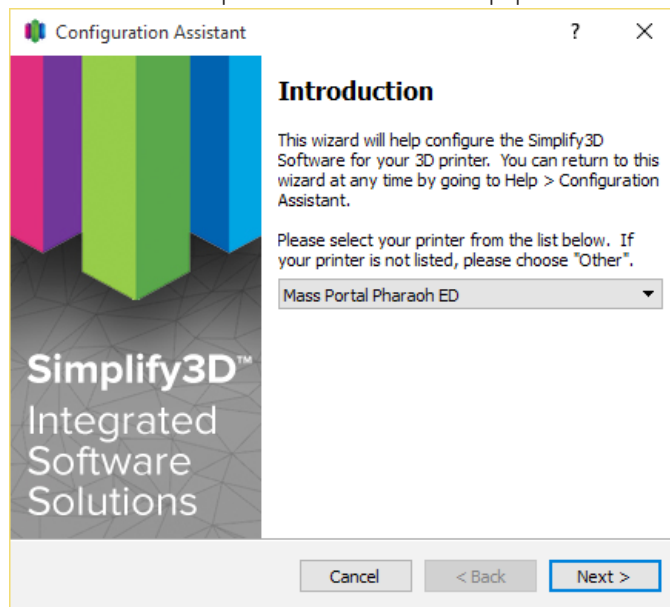 Configuration Assistant
?
Introduction
This wizard will help configure the Simplify3D
Software for your 3D printer. You can return to this
wizard at any time by going to Help > Configuration
Assistant.
Please select your printer from the list below. If
your printer is not listed, please choose "Other".
Mass Portal Pharaoh ED
Simplify3D™
Integrated
Software
Solutions
Cancel
< Back
Next >